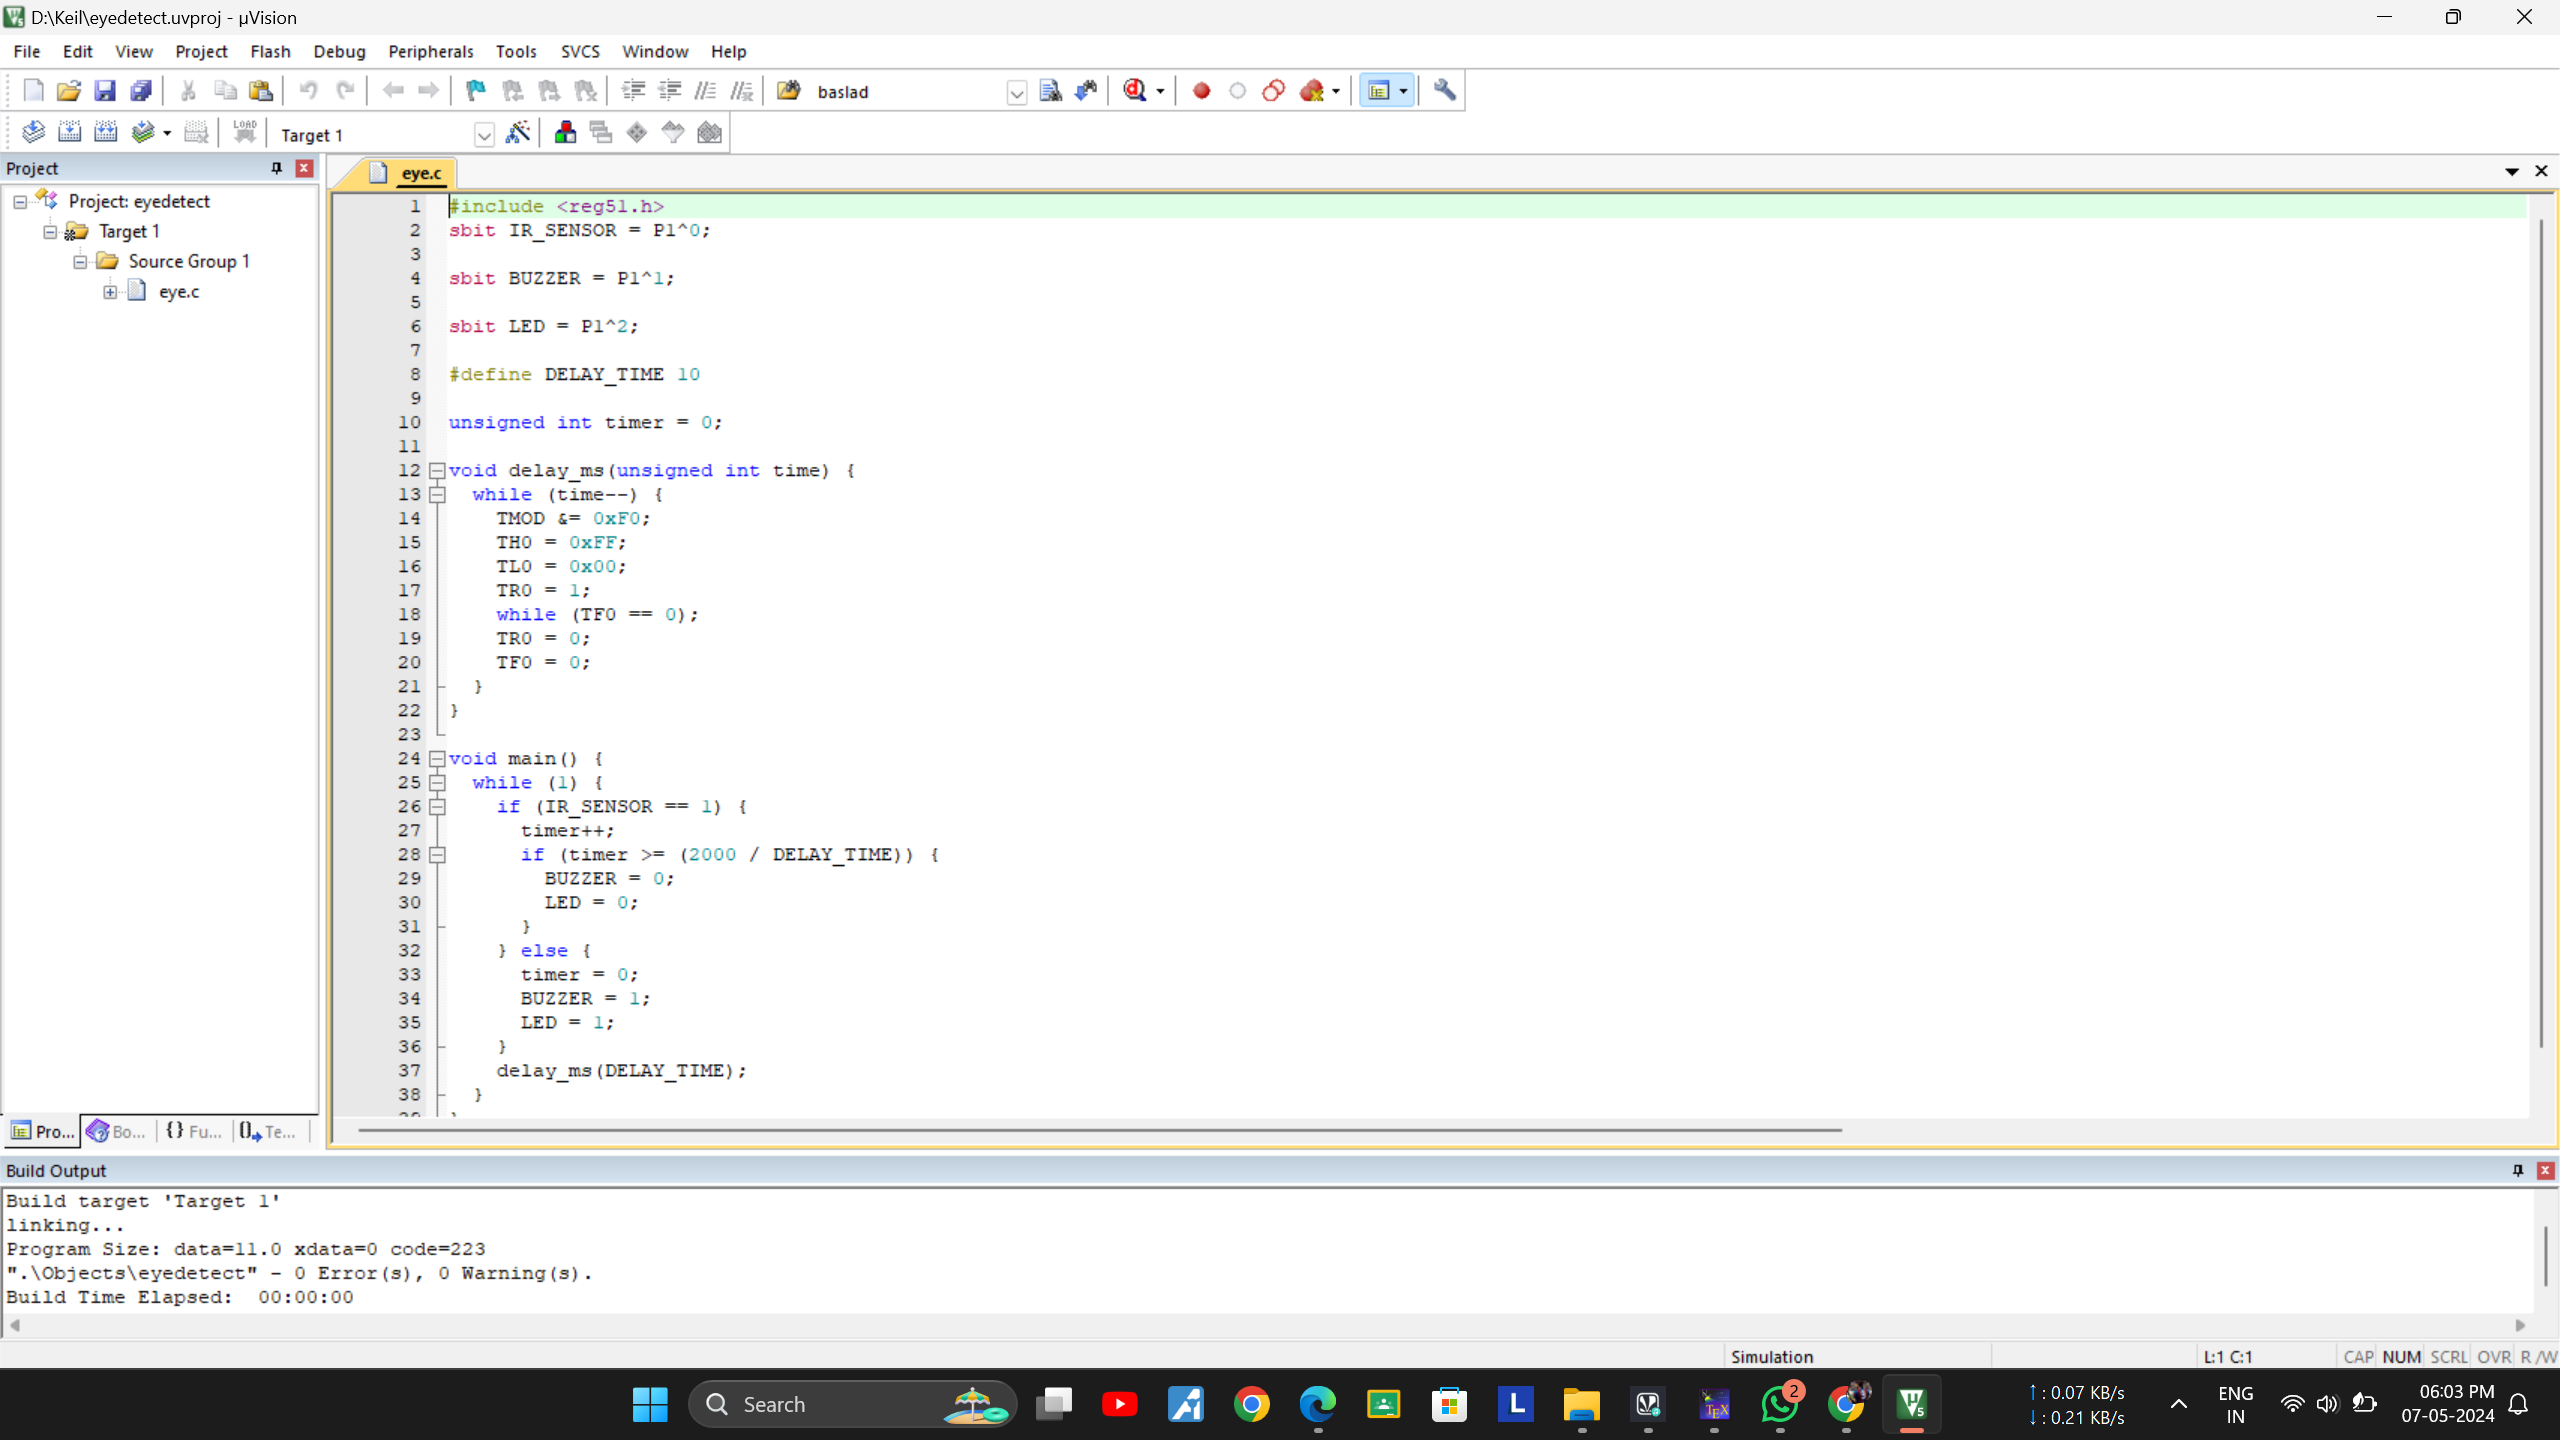 D:\Keil\eyedetect.uvproj - µVision
File Edit View Project Flash Debug Peripherals Tools SVCS Window Help
baslad
LOAD Target 1
Project
eye.c
Project: eyedetect
Target 1
Source Group 1
eye.c
1 #include <reg51.h>
2 sbit IR_SENSOR = P1^0;
3
4 sbit BUZZER = P1^1;
5
6 sbit LED = P1^2;
7
8 #define DELAY_TIME 10
9
10 unsigned int timer = 0;
11
12 void delay_ms(unsigned int time) {
13 while (time--) {
14 TMOD &= 0xF0;
15 TH0 = 0xFF;
16 TL0 = 0x00;
17 TR0 = 1;
18 while (TF0 == 0);
19 TR0 = 0;
20 TF0 = 0;
21 }
22 }
23
24 void main() {
25 while (1) {
26 if (IR_SENSOR == 1) {
27 timer++;
28 if (timer >= (2000 / DELAY_TIME)) {
29 BUZZER = 0;
30 LED = 0;
31 }
32 } else {
33 timer = 0;
34 BUZZER = 1;
35 LED = 1;
36 }
37 delay_ms(DELAY_TIME);
38 }
Pro... Bo... {} Fu... Te...
Build Output
Build target 'Target 1'
linking...
Program Size: data=11.0 xdata=0 code=223
".\Objects\eyedetect" - 0 Error(s), 0 Warning(s).
Build Time Elapsed: 00:00:00
Simulation L:1 C:1 CAP NUM SCRL OVR R/W
Search
2
↑ : 0.07 KB/s
↓ : 0.21 KB/s
ENG
IN
06:03 PM
07-05-2024